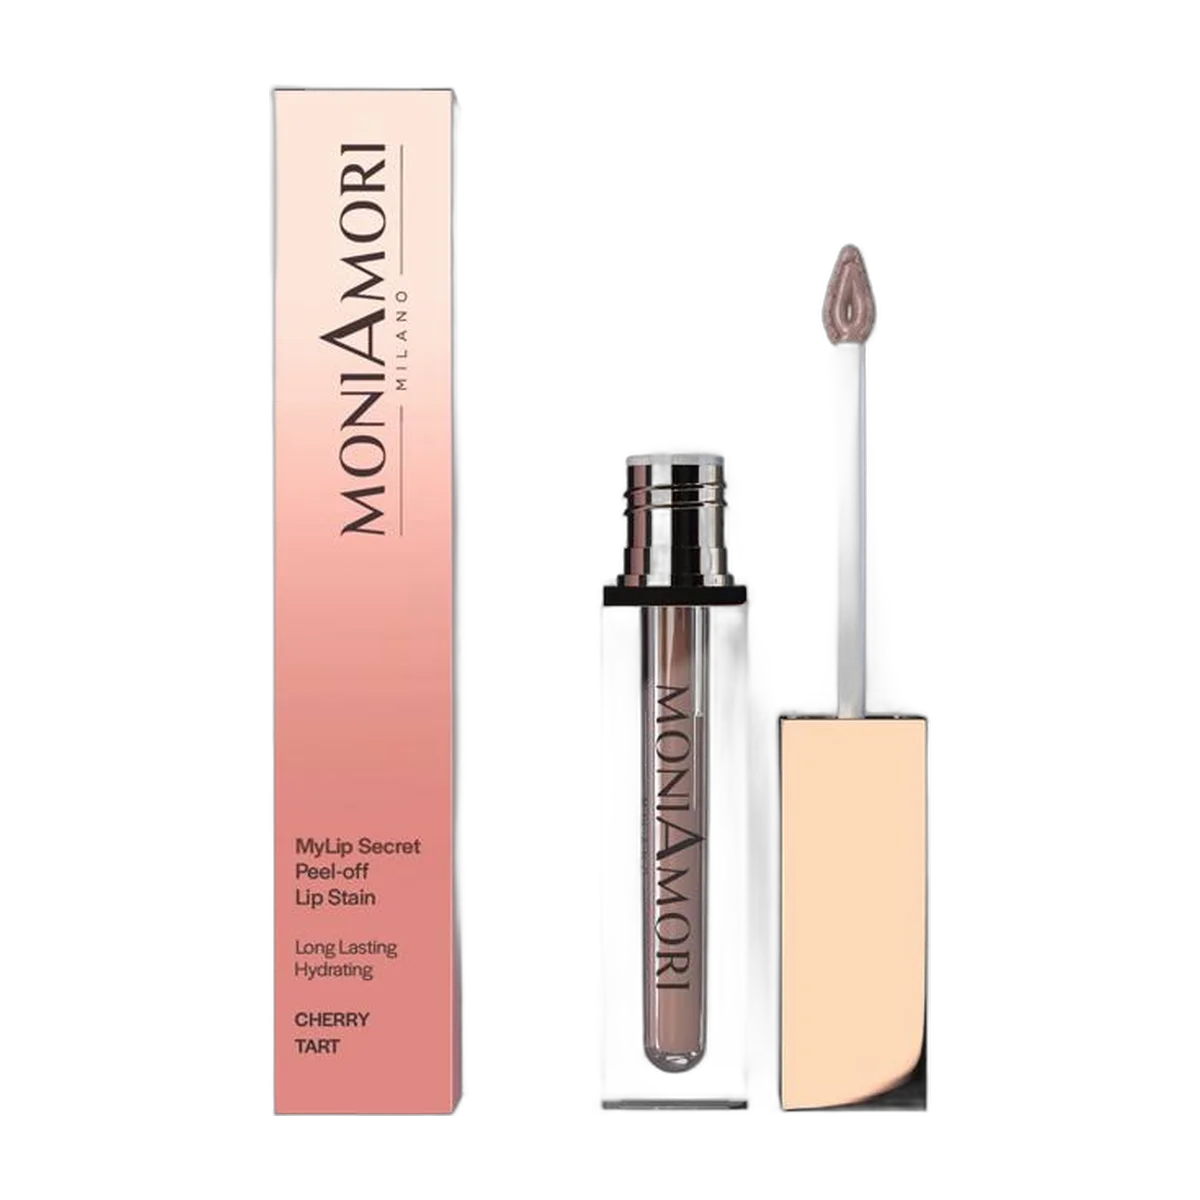 MONIAMORI
MILANO
MyLip Secret
Peel-off
Lip Stain
Long Lasting
Hydrating
CHERRY
TART
MONIAMORI